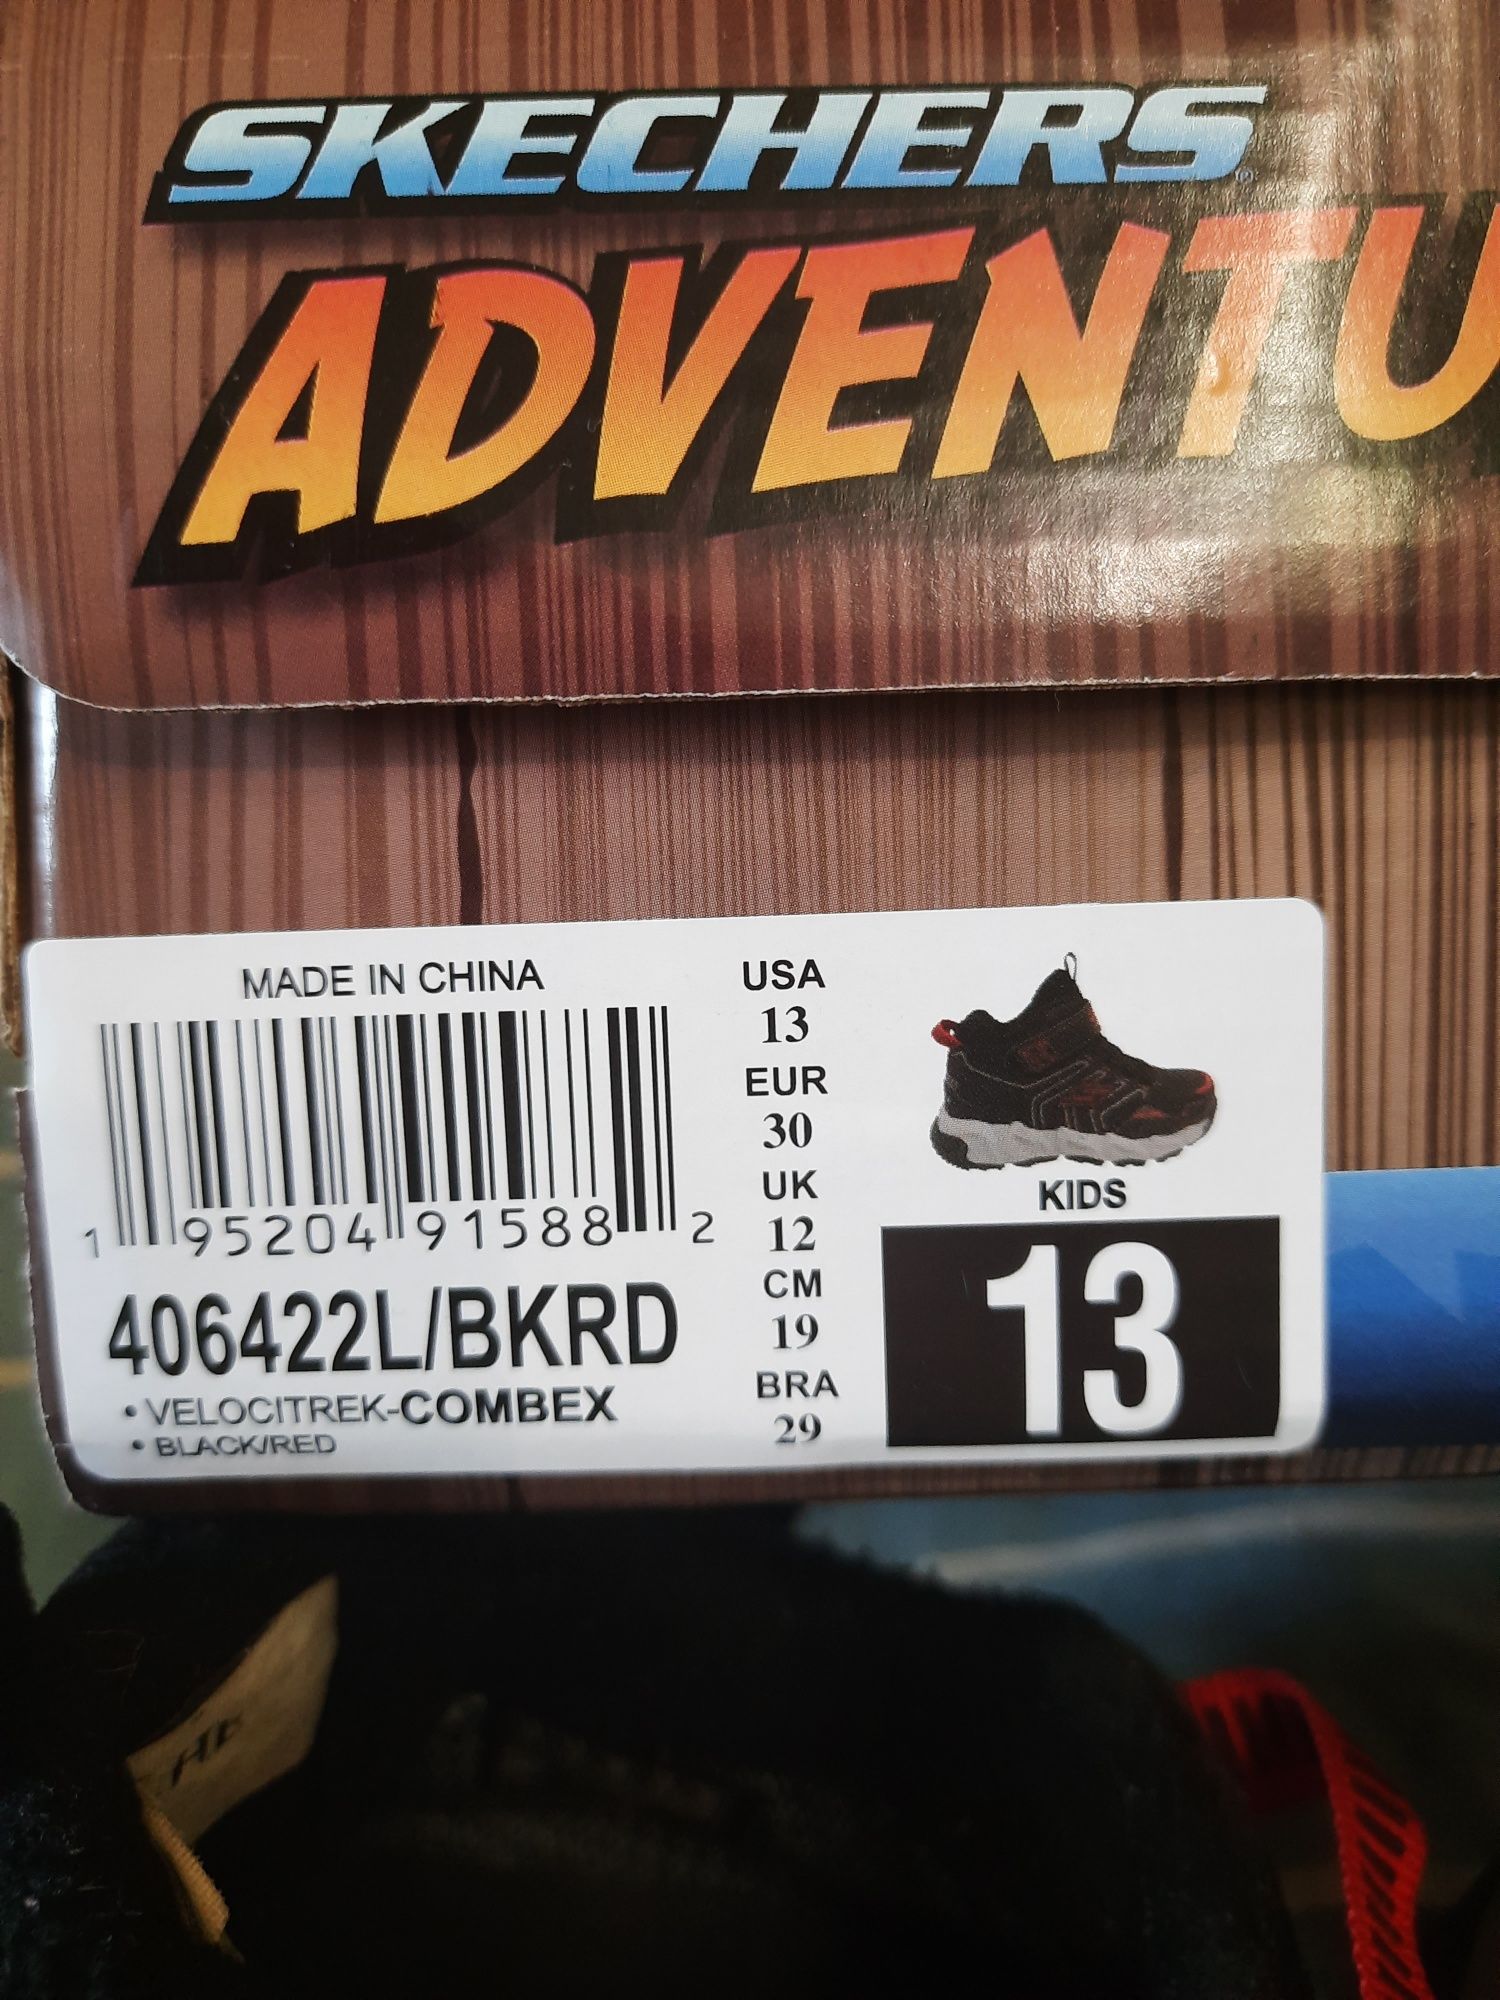 SKECHERS®
ADVENTU
MADE IN CHINA
1 95204 91588 2
406422L/BKRD
• VELOCITREK-COMBEX
• BLACK/RED
USA
13
EUR
30
UK
12
CM
19
BRA
29
KIDS
13